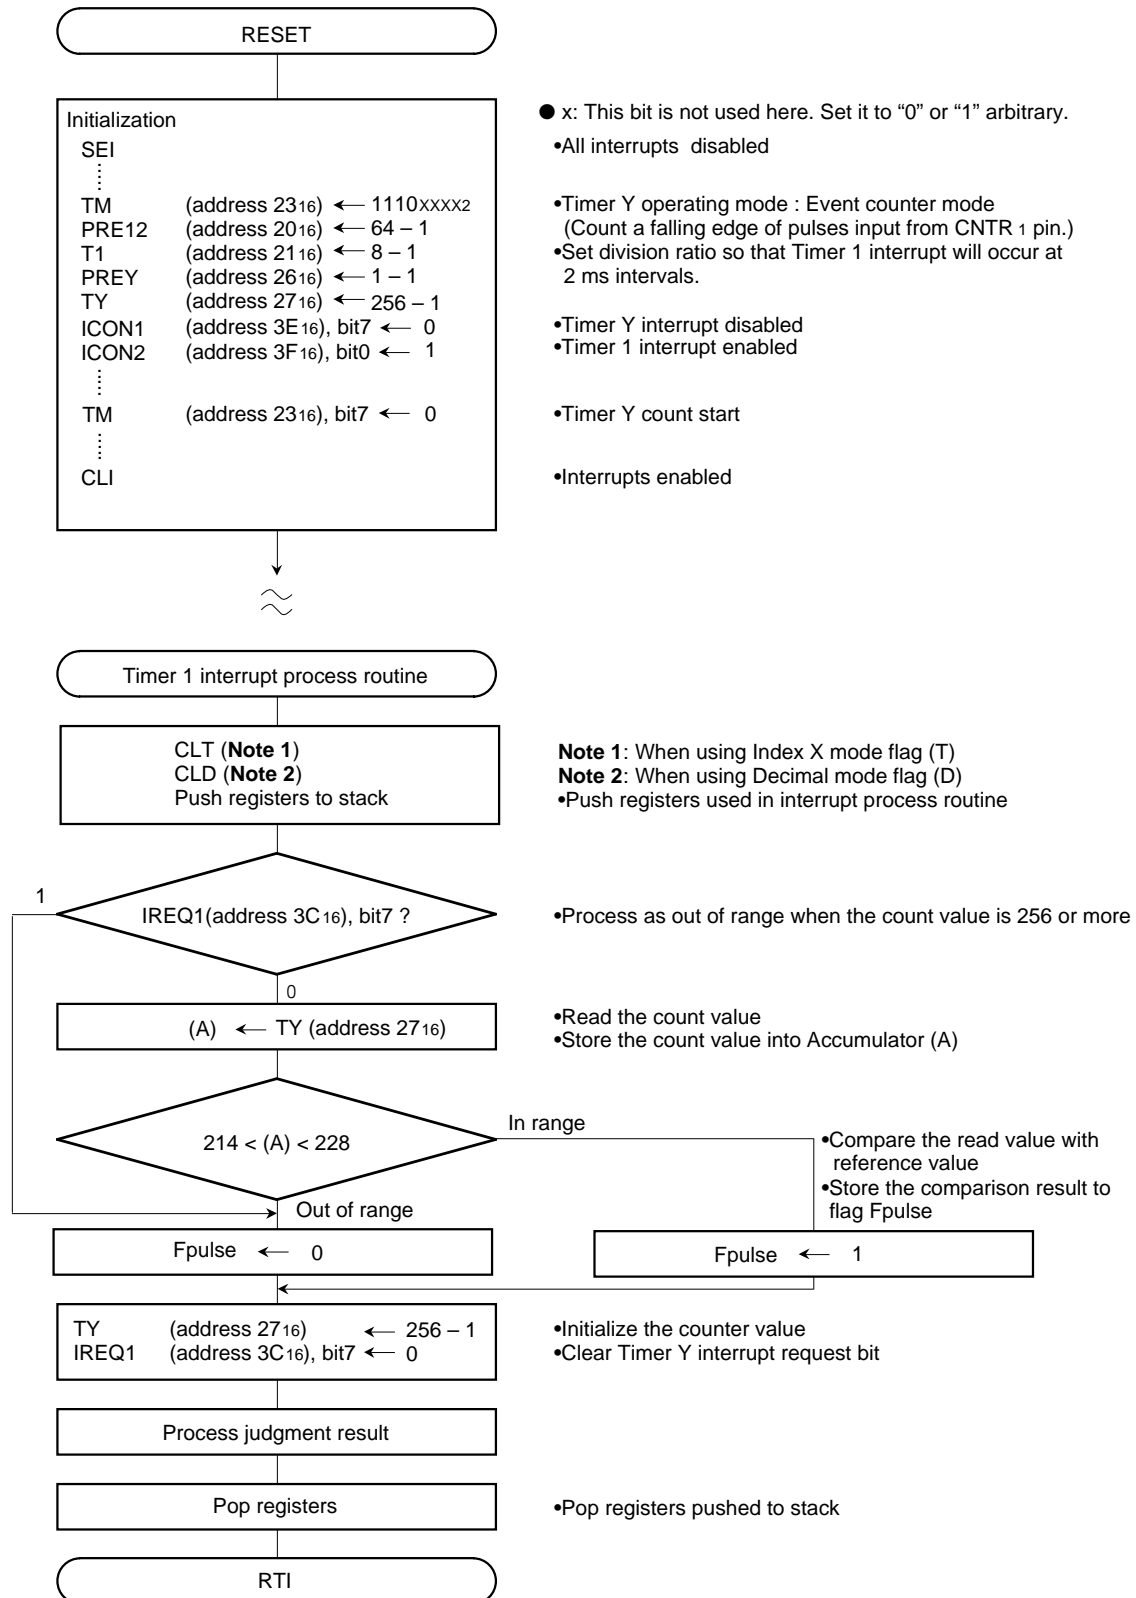 RESET
Initialization
● x: This bit is not used here. Set it to “0” or “1” arbitrary.
SEI
•All interrupts disabled
TM (address 2316) ← 1110XXXX2
•Timer Y operating mode : Event counter mode
PRE12 (address 2016) ← 64 – 1
(Count a falling edge of pulses input from CNTR 1 pin.)
T1 (address 2116) ← 8 – 1
•Set division ratio so that Timer 1 interrupt will occur at
PREY (address 2616) ← 1 – 1
2 ms intervals.
TY (address 2716) ← 256 – 1
ICON1 (address 3E16), bit7 ← 0
•Timer Y interrupt disabled
ICON2 (address 3F16), bit0 ← 1
•Timer 1 interrupt enabled
TM (address 2316), bit7 ← 0
•Timer Y count start
CLI
•Interrupts enabled
Timer 1 interrupt process routine
CLT (Note 1)
Note 1: When using Index X mode flag (T)
CLD (Note 2)
Note 2: When using Decimal mode flag (D)
Push registers to stack
•Push registers used in interrupt process routine
1
IREQ1(address 3C16), bit7 ?
•Process as out of range when the count value is 256 or more
0
(A) ← TY (address 2716)
•Read the count value
•Store the count value into Accumulator (A)
In range
214 < (A) < 228
•Compare the read value with
reference value
•Store the comparison result to
flag Fpulse
Out of range
Fpulse ← 0
Fpulse ← 1
TY (address 2716) ← 256 – 1
•Initialize the counter value
IREQ1 (address 3C16), bit7 ← 0
•Clear Timer Y interrupt request bit
Process judgment result
Pop registers
•Pop registers pushed to stack
RTI